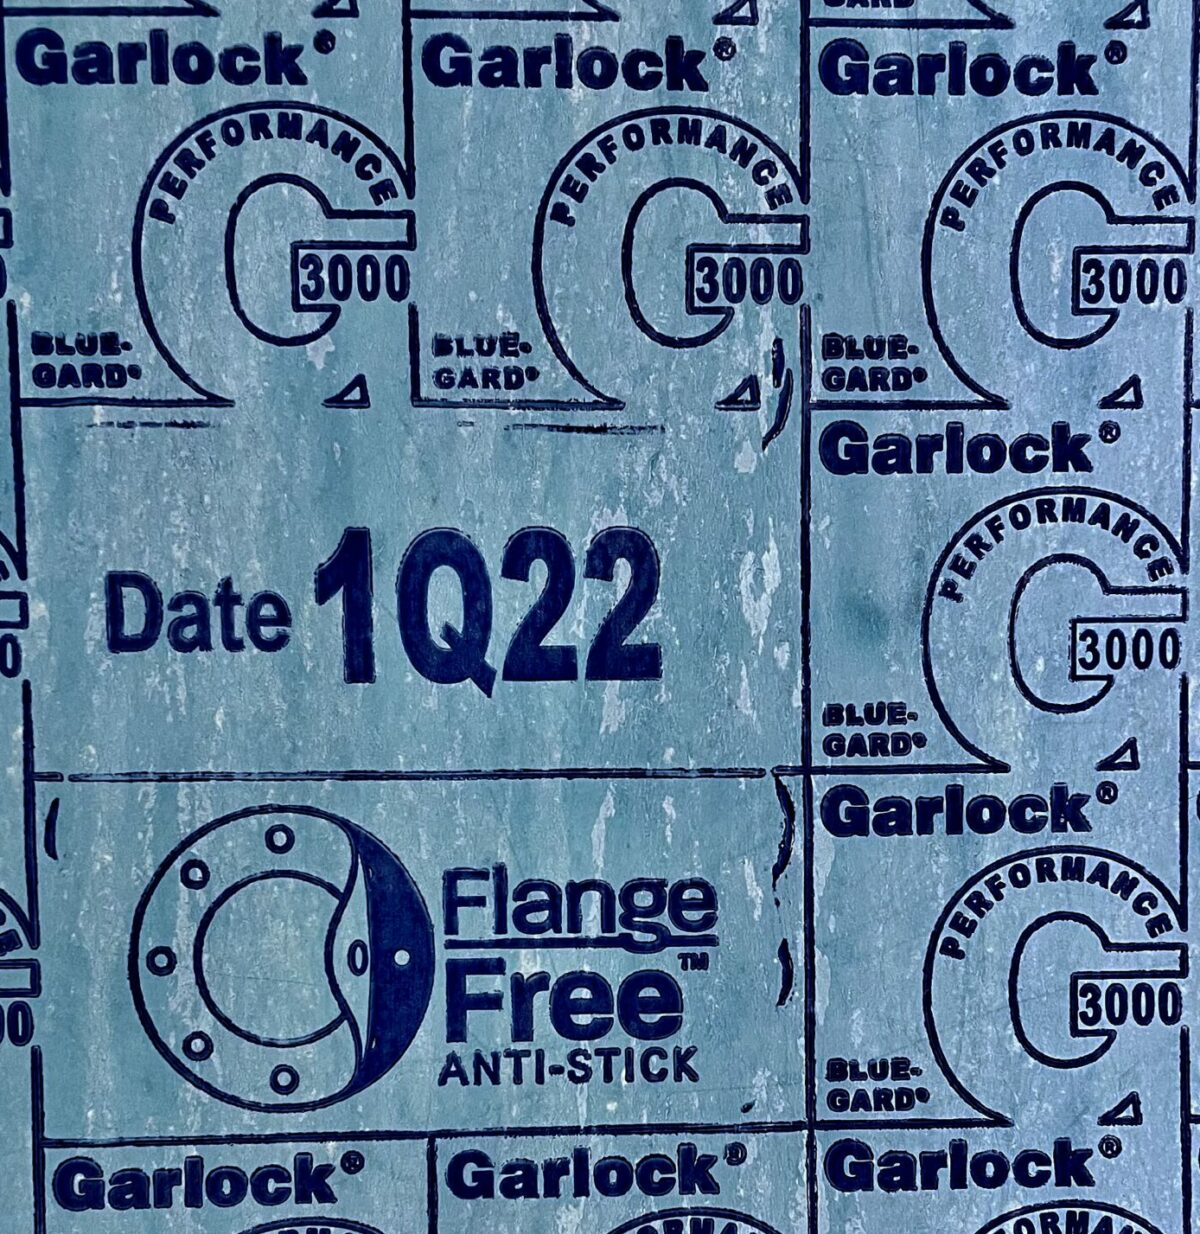 GARD
Garlock®
PERFORMANCE
3000
BLUE-
GARD®
Garlock®
PERFORMANCE
3000
BLUE-
GARD®
Garlock®
PERFORMANCE
3000
BLUE-
GARD®
Date 1Q22
Garlock®
PERFORMANCE
3000
BLUE-
GARD®
Flange
Free™
ANTI-STICK
Garlock®
PERFORMANCE
3000
BLUE-
GARD®
Garlock®
Garlock®
Garlock®